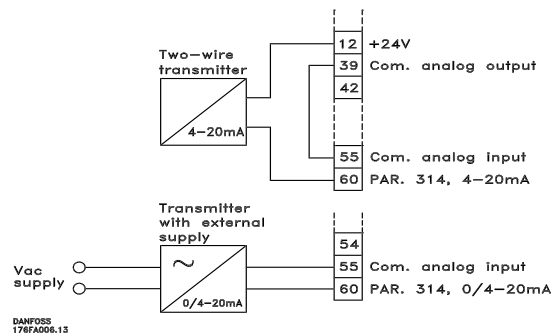 Two-wire
transmitter
4-20mA
12 +24V
39 Com. analog output
42
55 Com. analog input
60 PAR. 314, 4-20mA
Transmitter
with external
supply
~
0/4-20mA
Vac
supply
54
55 Com. analog input
60 PAR. 314, 0/4-20mA
DANFOSS
176FA006.13